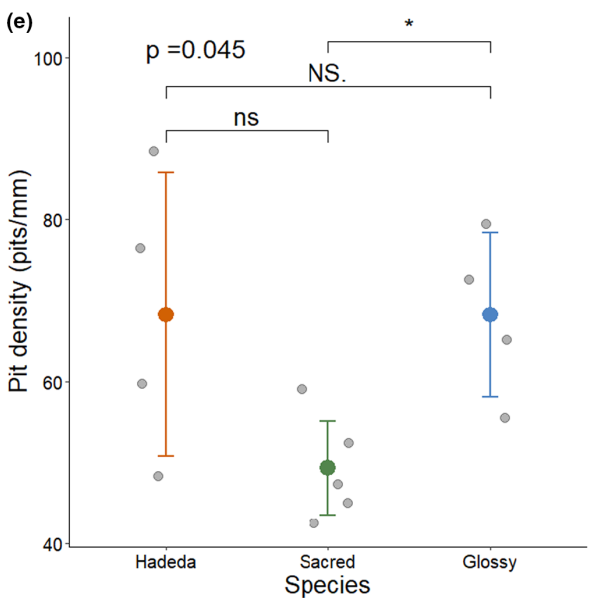 (e)
*
p =0.045
NS.
ns
100
80
60
40
Pit density (pits/mm)
Hadeda Sacred Glossy
Species